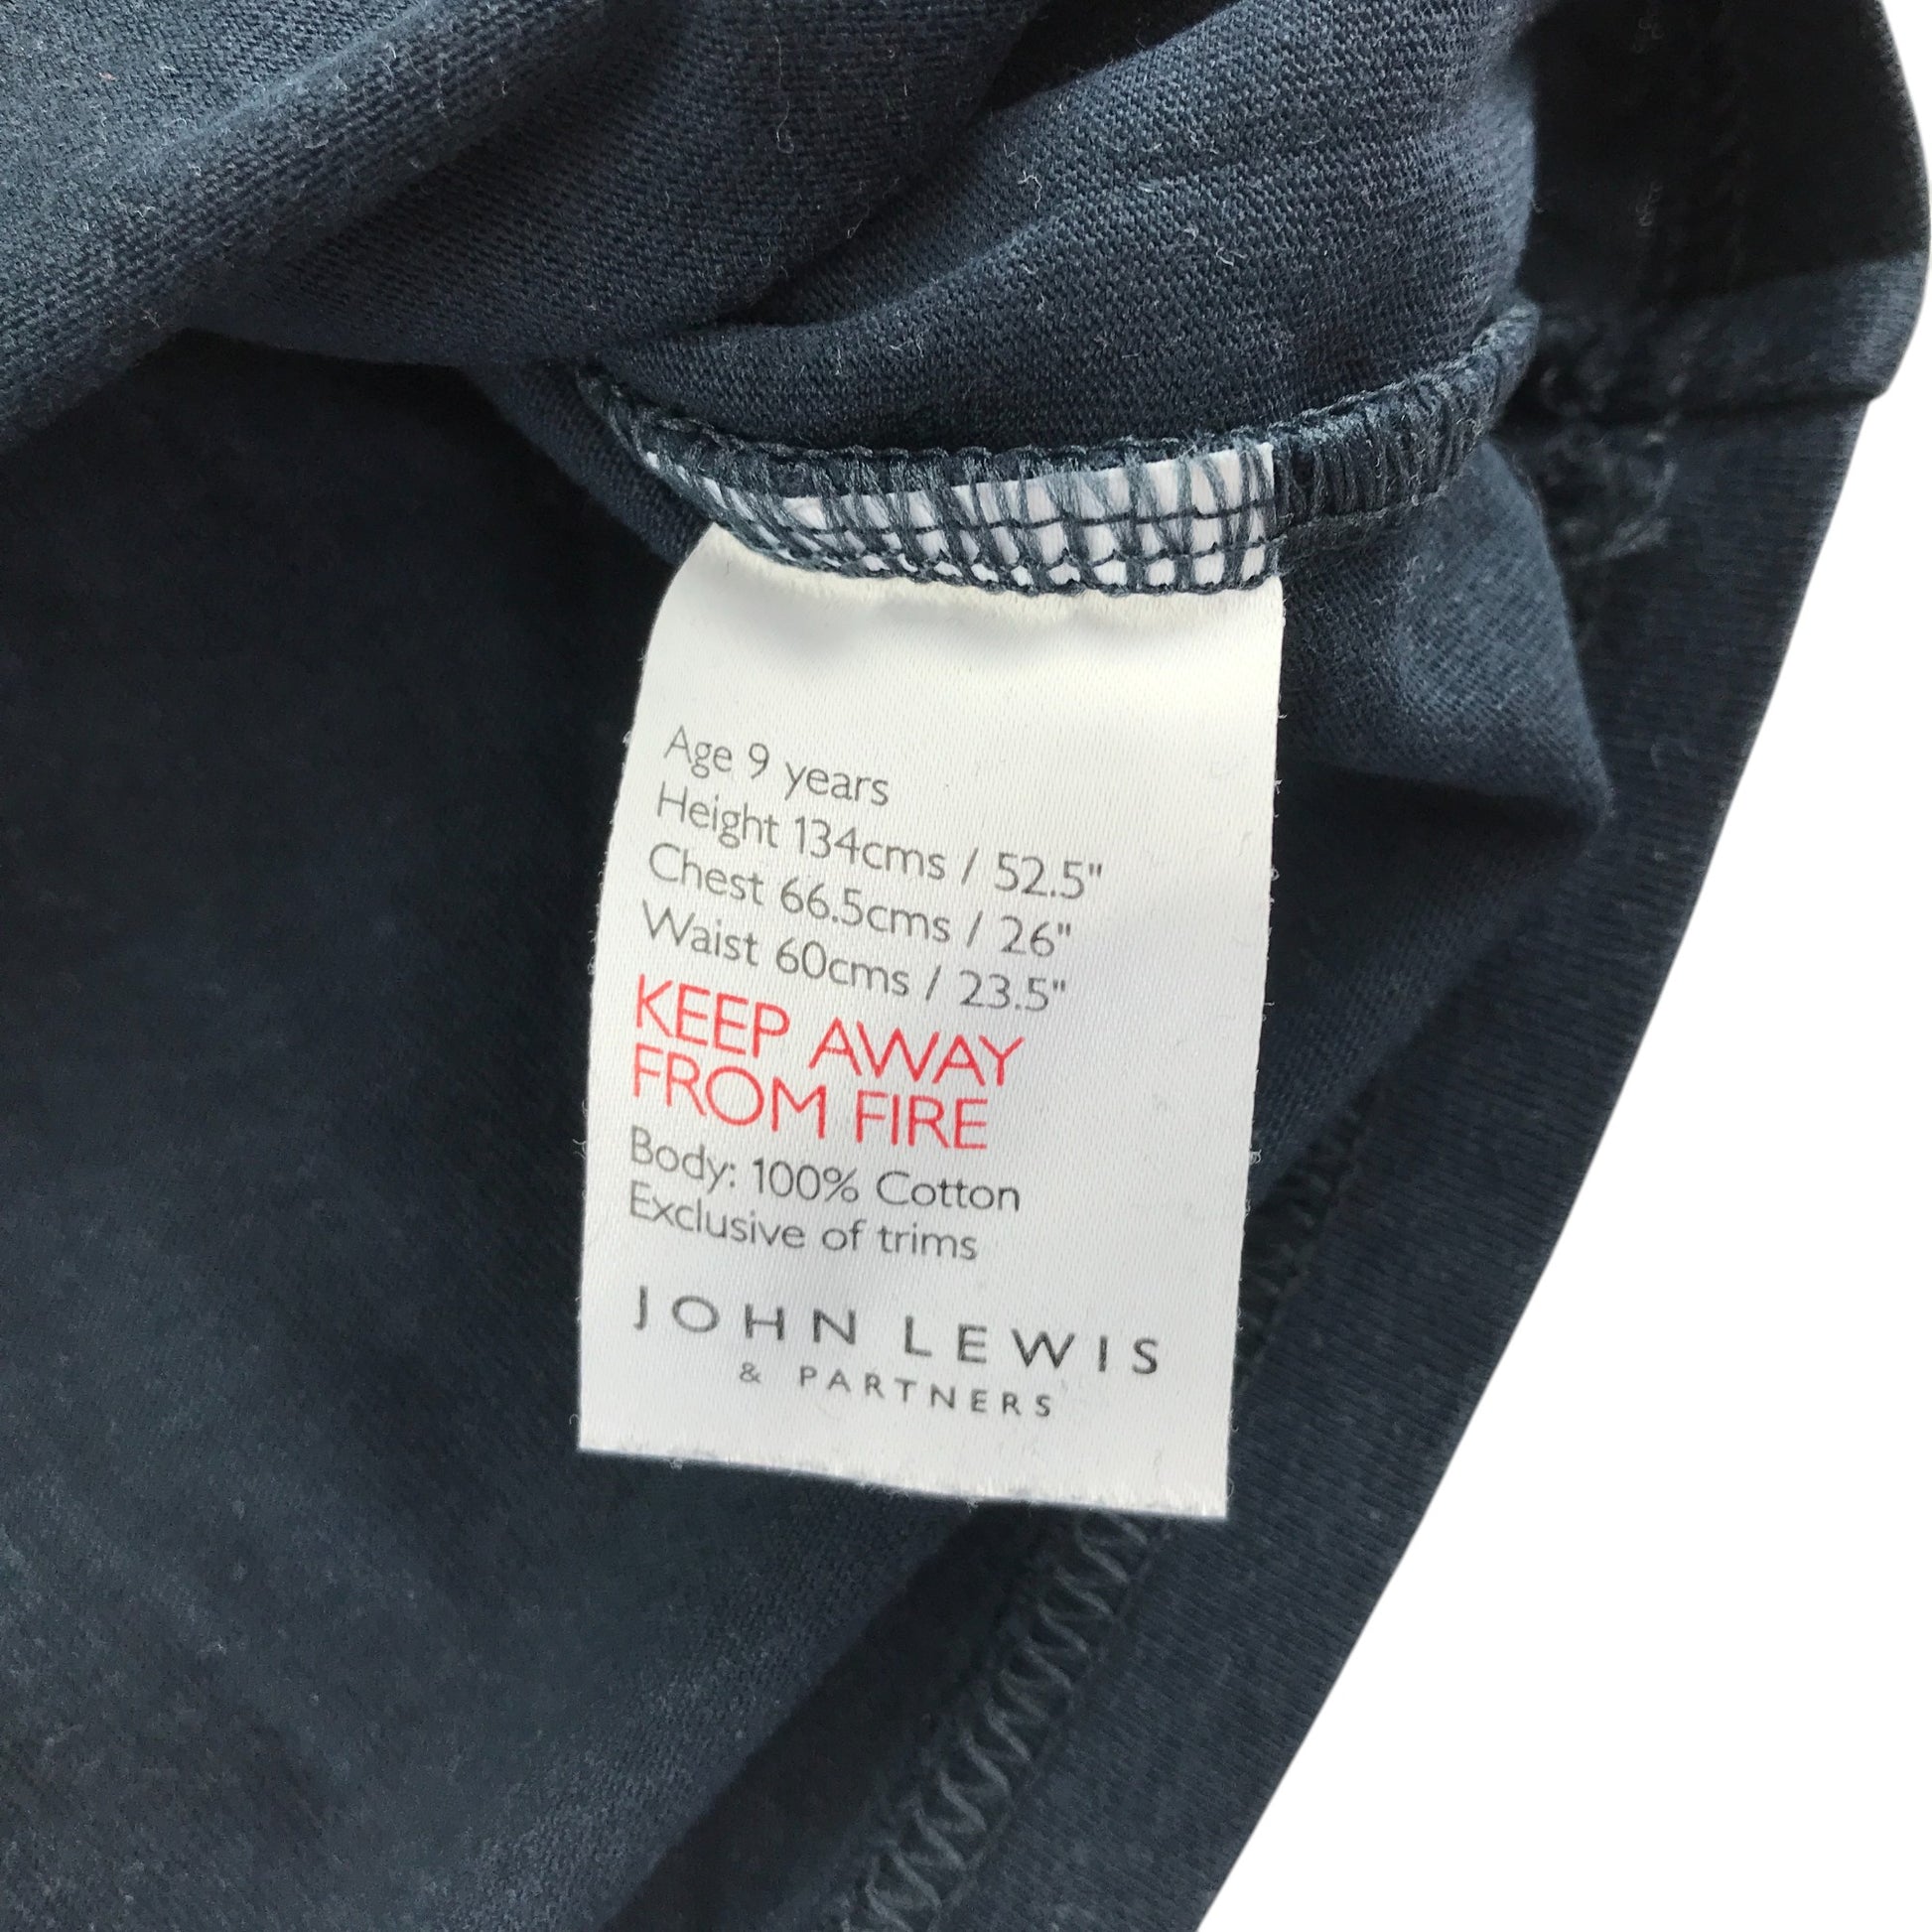 Age 9 years
Height 134cms / 52.5"
Chest 66.5cms / 26"
Waist 60cms / 23.5"
KEEP AWAY
FROM FIRE
Body: 100% Cotton
Exclusive of trims
JOHN LEWIS
& PARTNERS